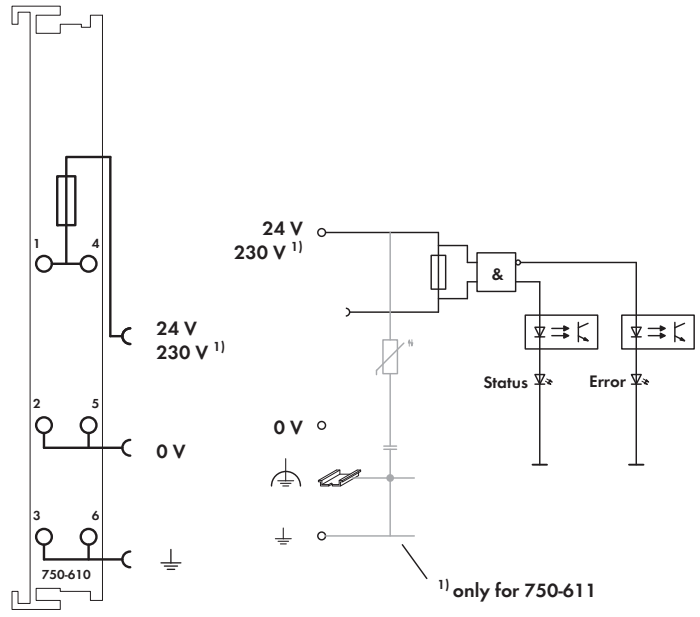 1
4
24 V
230 V 1)
2
5
0 V
3
6
750-610
24 V
230 V 1)
&
Status
Error
0 V
1) only for 750-611